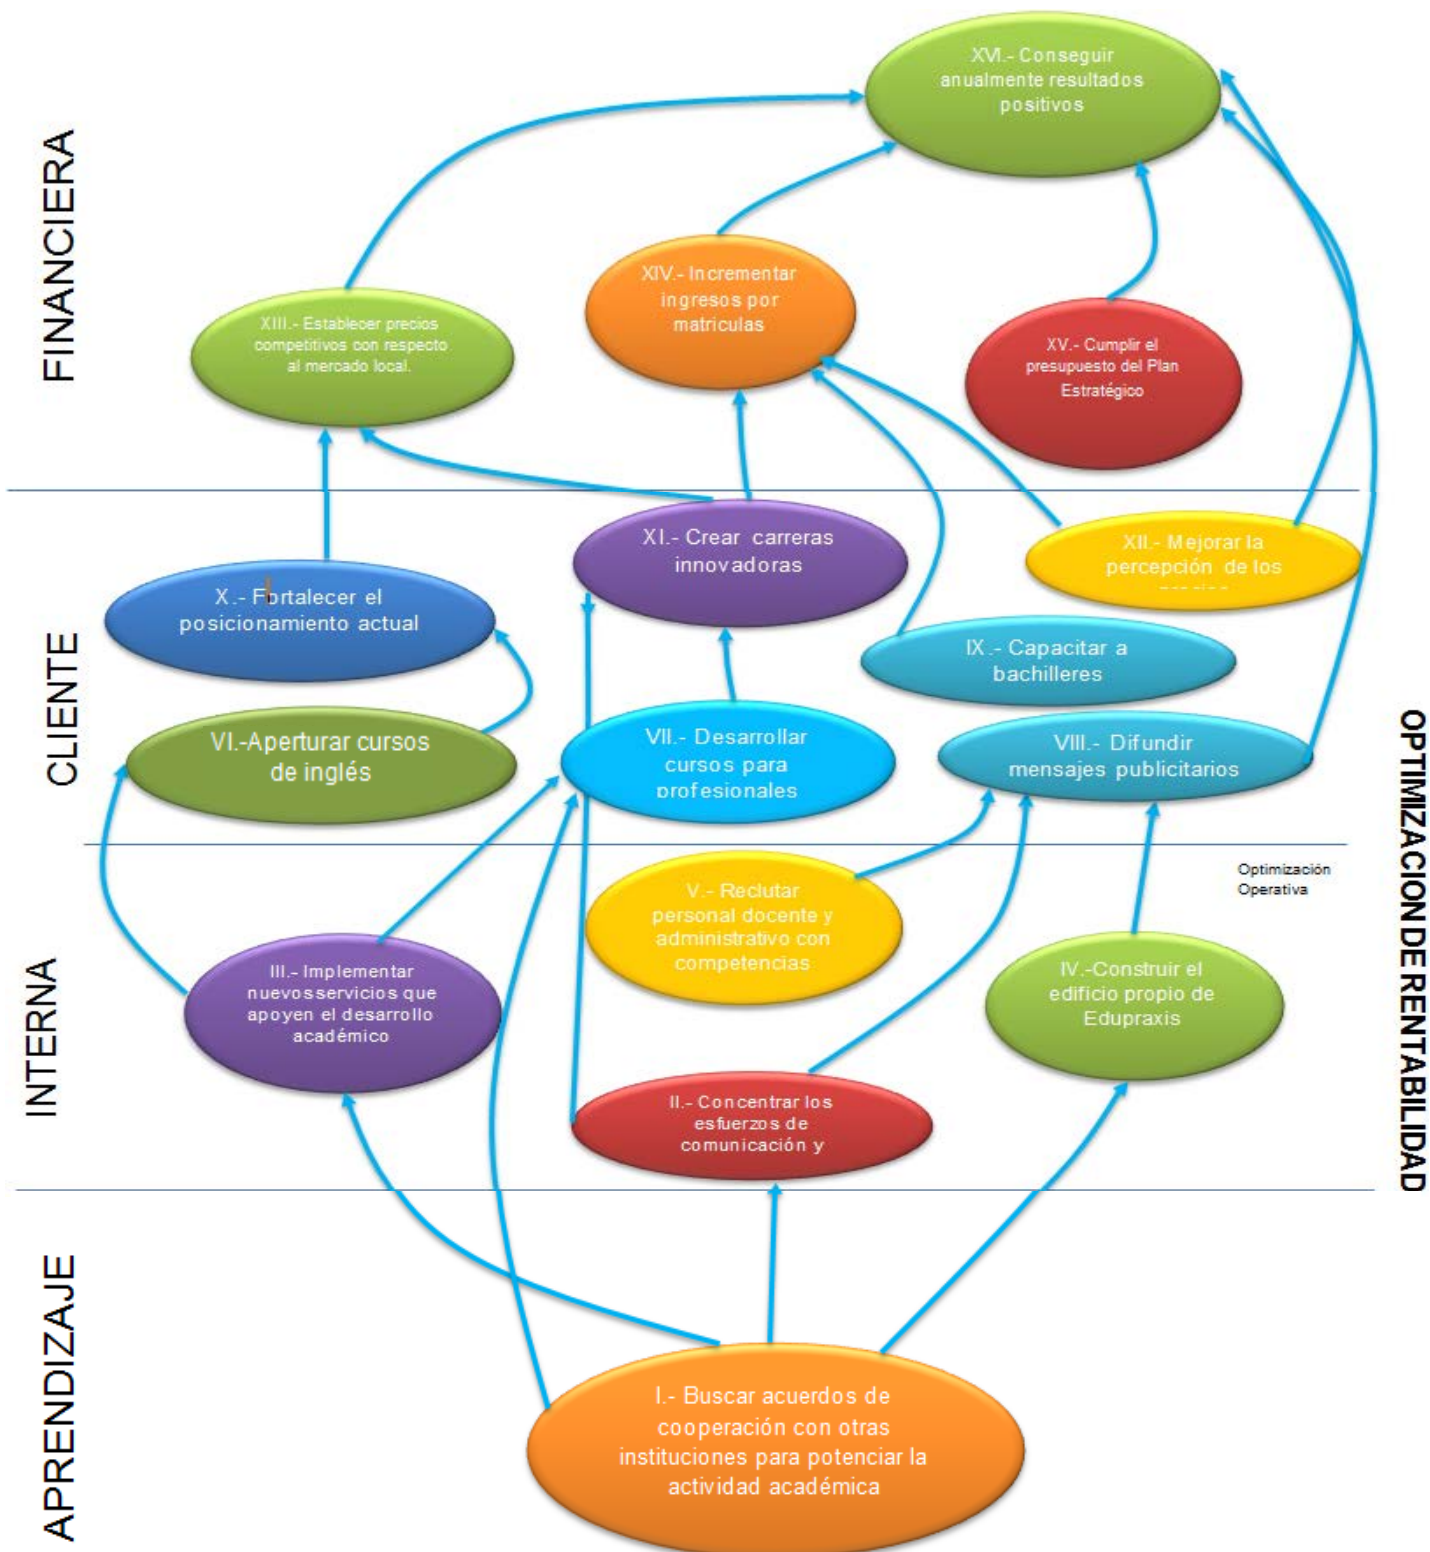 FINANCIERA
XVI.- Conseguir
anualmente resultados
positivos
XIV.- Incrementar
ingresos por
matriculas
XIII.- Establecer precios
competitivos con respecto
al mercado local.
XV.- Cumplir el
presupuesto del Plan
Estratégico
CLIENTE
XI.- Crear carreras
innovadoras
XII.- Mejorar la
percepción de los
X.- Fortalecer el
posicionamiento actual
IX.- Capacitar a
bachilleres
VI.-Aperturar cursos
de inglés
VII.- Desarrollar
cursos para
profesionales
VIII.- Difundir
mensajes publicitarios
OPTIMIZACION DE RENTABILIDAD
Optimización
Operativa
INTERNA
V.- Reclutar
personal docente y
administrativo con
competencias
III.- Implementar
nuevos servicios que
apoyen el desarrollo
académico
IV.-Construir el
edificio propio de
Edupraxis
II.- Concentrar los
esfuerzos de
comunicación y
APRENDIZAJE
I.- Buscar acuerdos de
cooperación con otras
instituciones para potenciar la
actividad académica